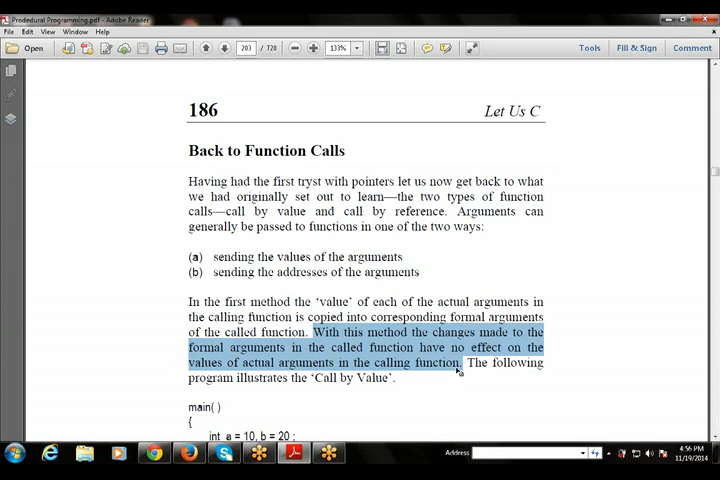 Prodedural Programming.pdf - Adobe Reader
File Edit View Window Help
Open 203 / 728 133% Tools Fill & Sign Comment
186 Let Us C
Back to Function Calls
Having had the first tryst with pointers let us now get back to what
we had originally set out to learn—the two types of function
calls—call by value and call by reference. Arguments can
generally be passed to functions in one of the two ways:
(a) sending the values of the arguments
(b) sending the addresses of the arguments
In the first method the ‘value’ of each of the actual arguments in
the calling function is copied into corresponding formal arguments
of the called function. With this method the changes made to the
formal arguments in the called function have no effect on the
values of actual arguments in the calling function. The following
program illustrates the ‘Call by Value’.
main( )
{
int a = 10, b = 20 ;
Address
4:56 PM
11/19/2014